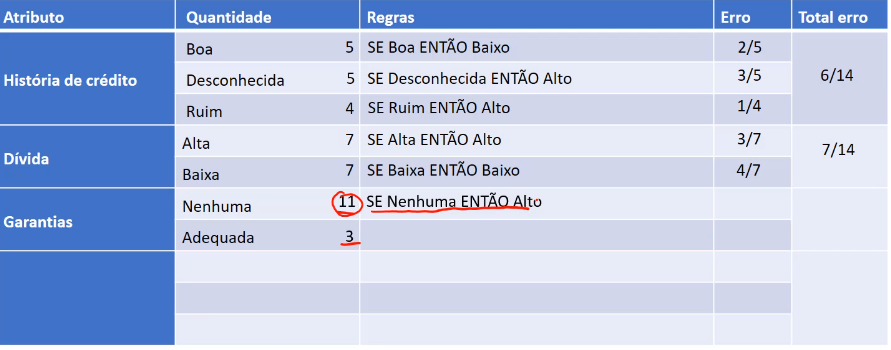 Atributo Quantidade Regras Erro Total erro
História de crédito
Boa 5 SE Boa ENTÃO Baixo 2/5
Desconhecida 5 SE Desconhecida ENTÃO Alto 3/5
Ruim 4 SE Ruim ENTÃO Alto 1/4
6/14
Dívida
Alta 7 SE Alta ENTÃO Alto 3/7
Baixa 7 SE Baixa ENTÃO Baixo 4/7
7/14
Garantias
Nenhuma 11 SE Nenhuma ENTÃO Alto
Adequada 3